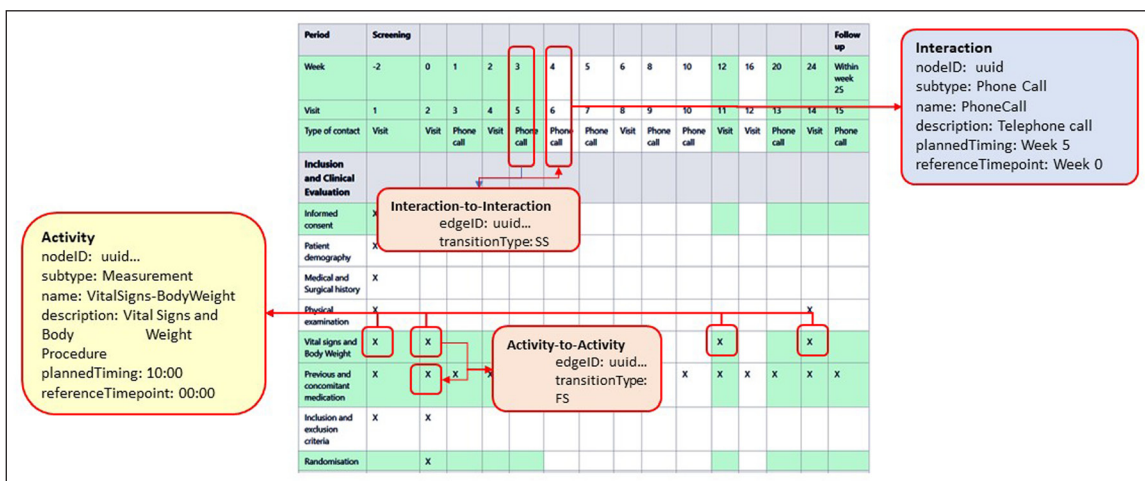 Period Screening Follow up
Week -2 0 1 2 3 4 5 6 8 10 12 16 20 24 Within week 25
Visit 1 2 3 4 5 6 7 8 9 10 11 12 13 14 15
Type of contact Visit Visit Phone call Visit Phone call Phone call Phone call Visit Phone call Phone call Visit Visit Phone call Visit Phone call
Inclusion and Clinical Evaluation
Informed consent X
Patient demography X
Medical and Surgical history X
Physical examination X X
Vital signs and Body Weight X X X X
Previous and concomitant medication X X X X X X X X X X
Inclusion and exclusion criteria X X
Randomisation X
Interaction
nodeID: uuid
subtype: Phone Call
name: PhoneCall
description: Telephone call
plannedTiming: Week 5
referenceTimepoint: Week 0
Interaction-to-Interaction
edgeID: uuid...
transitionType: SS
Activity
nodeID: uuid...
subtype: Measurement
name: VitalSigns-BodyWeight
description: Vital Signs and
Body Weight
Procedure
plannedTiming: 10:00
referenceTimepoint: 00:00
Activity-to-Activity
edgeID: uuid...
transitionType:
FS